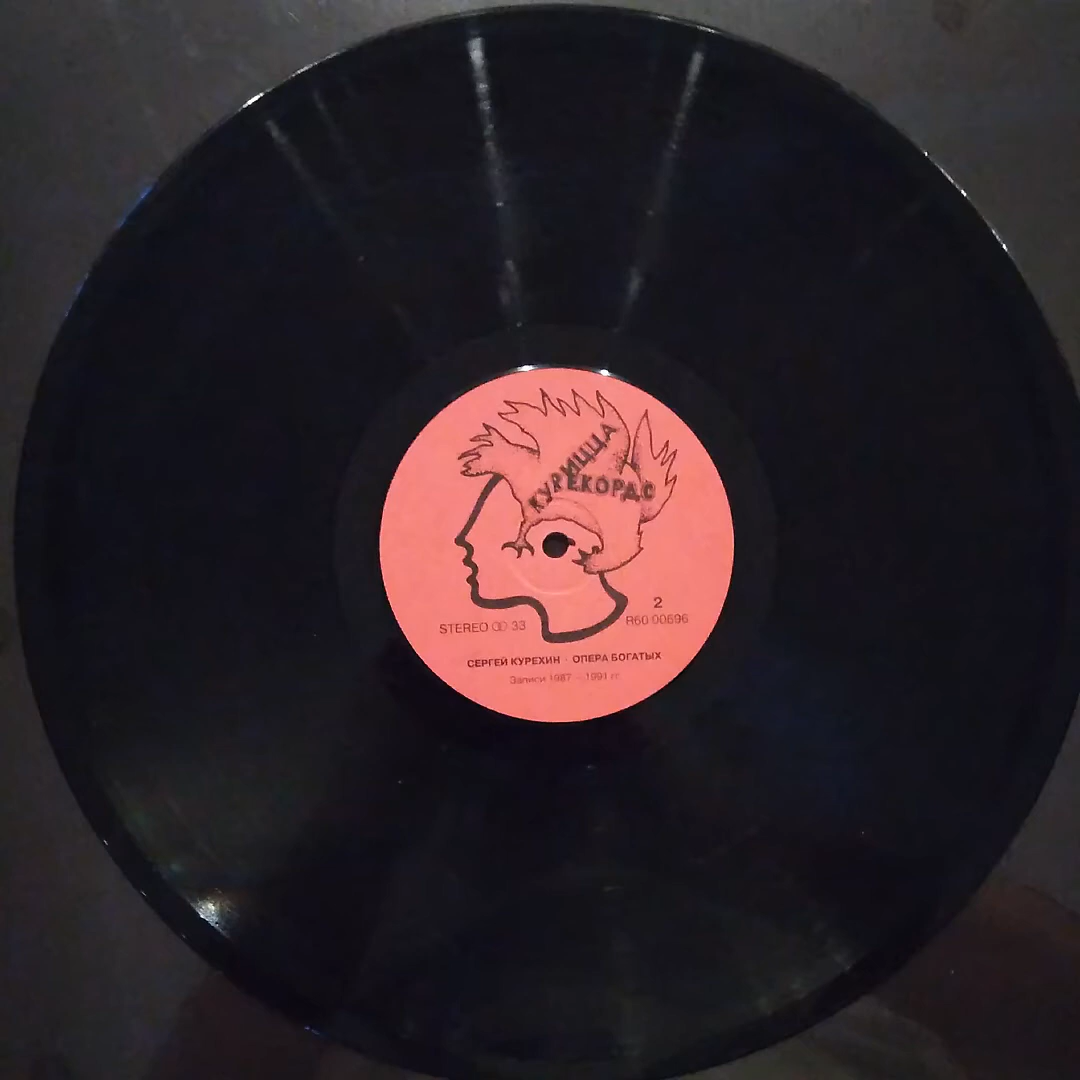 КУРИЦЦА
РЕКОРДС
2
STEREO 33
R60 00696
СЕРГЕЙ КУРЕХИН · ОПЕРА БОГАТЫХ
Записи 1987 - 1991 гг.